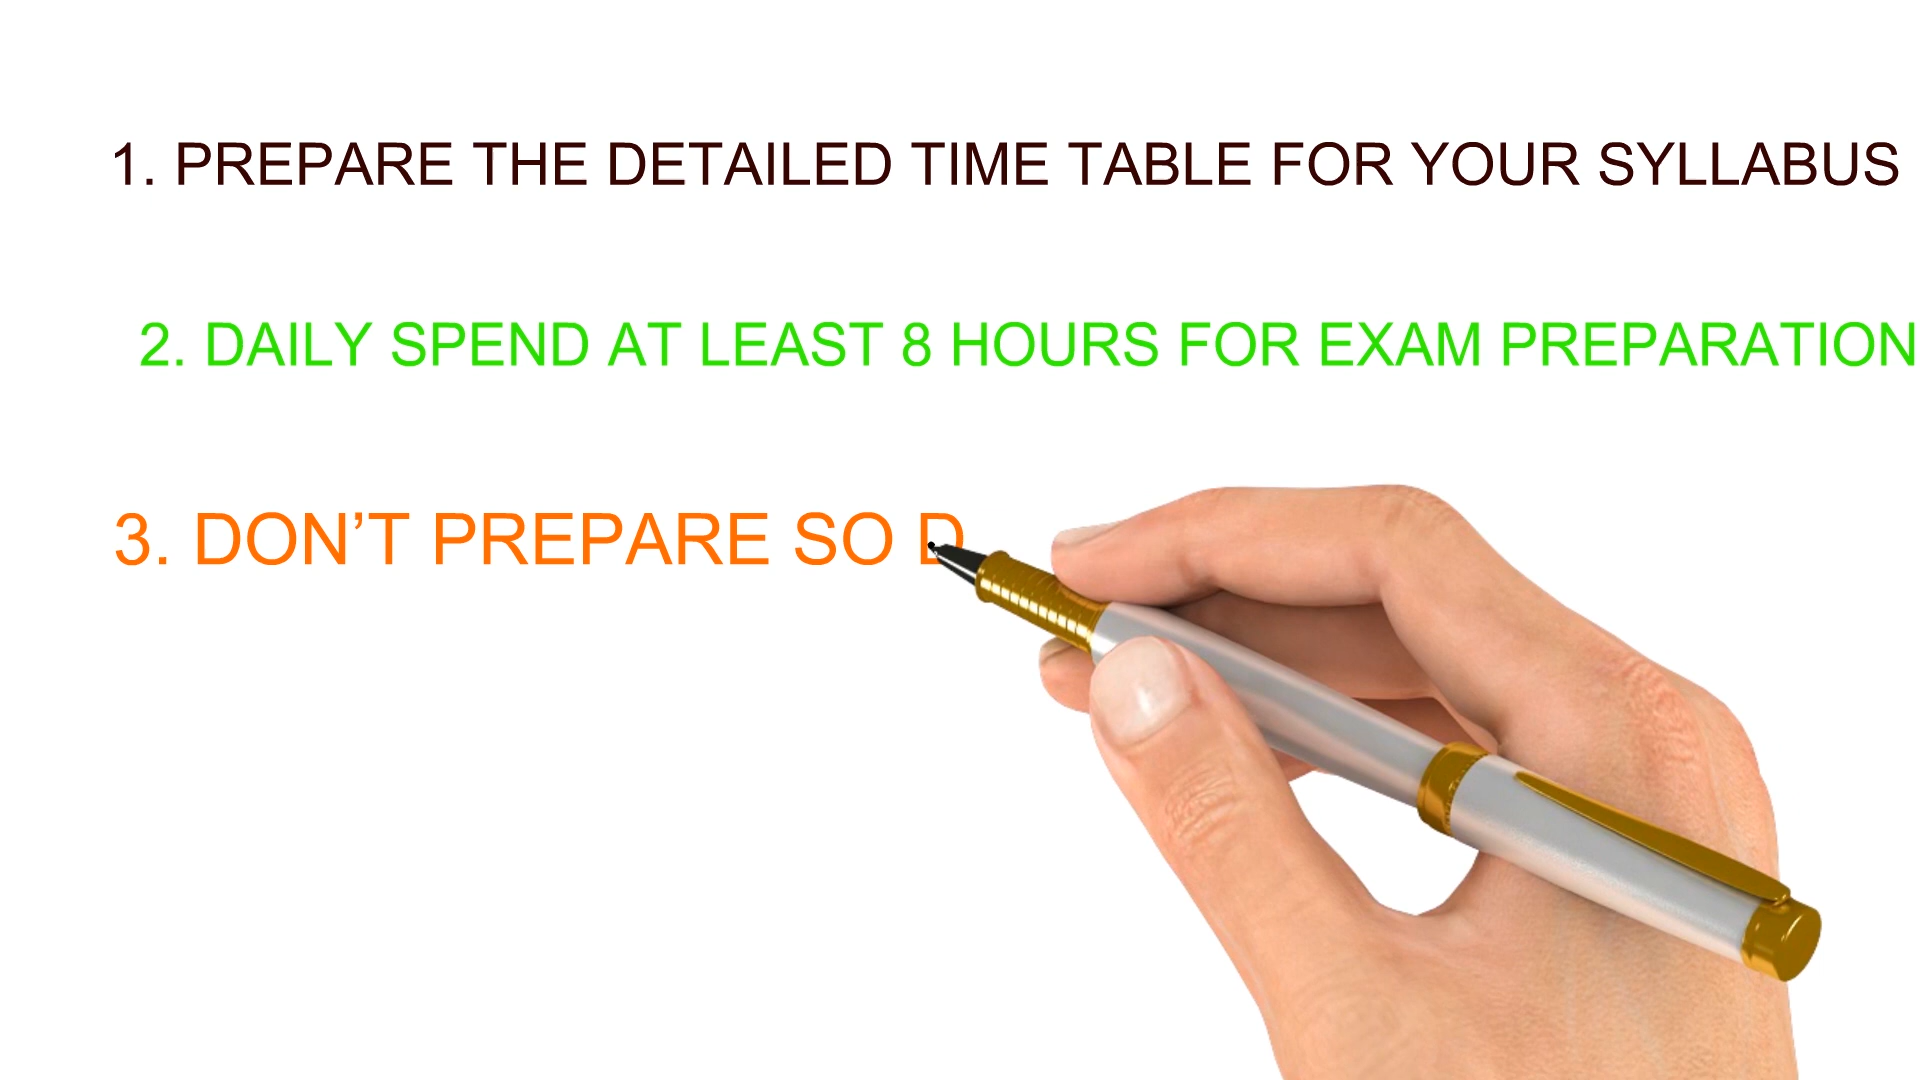 1. PREPARE THE DETAILED TIME TABLE FOR YOUR SYLLABUS
2. DAILY SPEND AT LEAST 8 HOURS FOR EXAM PREPARATION
3. DON’T PREPARE SO D